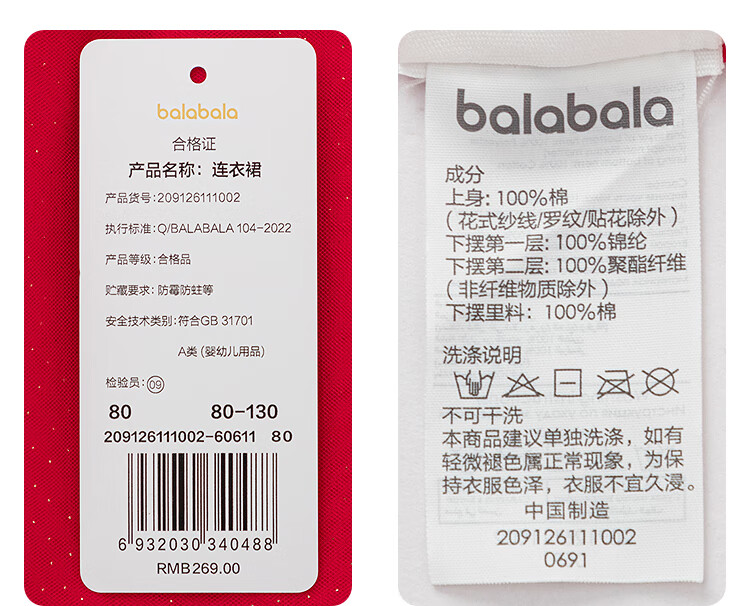 balabala
合格证
产品名称：连衣裙
产品货号：209126111002
执行标准：Q/BALABALA 104-2022
产品等级：合格品
贮藏要求：防霉防蛀等
安全技术类别：符合GB 31701
A类 (婴幼儿用品)
检验员：09
80 80-130
209126111002-60611 80
6 932030 340488
RMB269.00
balabala
成分
上身: 100%棉
（花式纱线/罗纹/贴花除外）
下摆第一层: 100%锦纶
下摆第二层: 100%聚酯纤维
（非纤维物质除外）
下摆里料：100%棉
洗涤说明
不可干洗
本商品建议单独洗涤，如有
轻微褪色属正常现象，为保
持衣服色泽，衣服不宜久浸。
中国制造
209126111002
0691